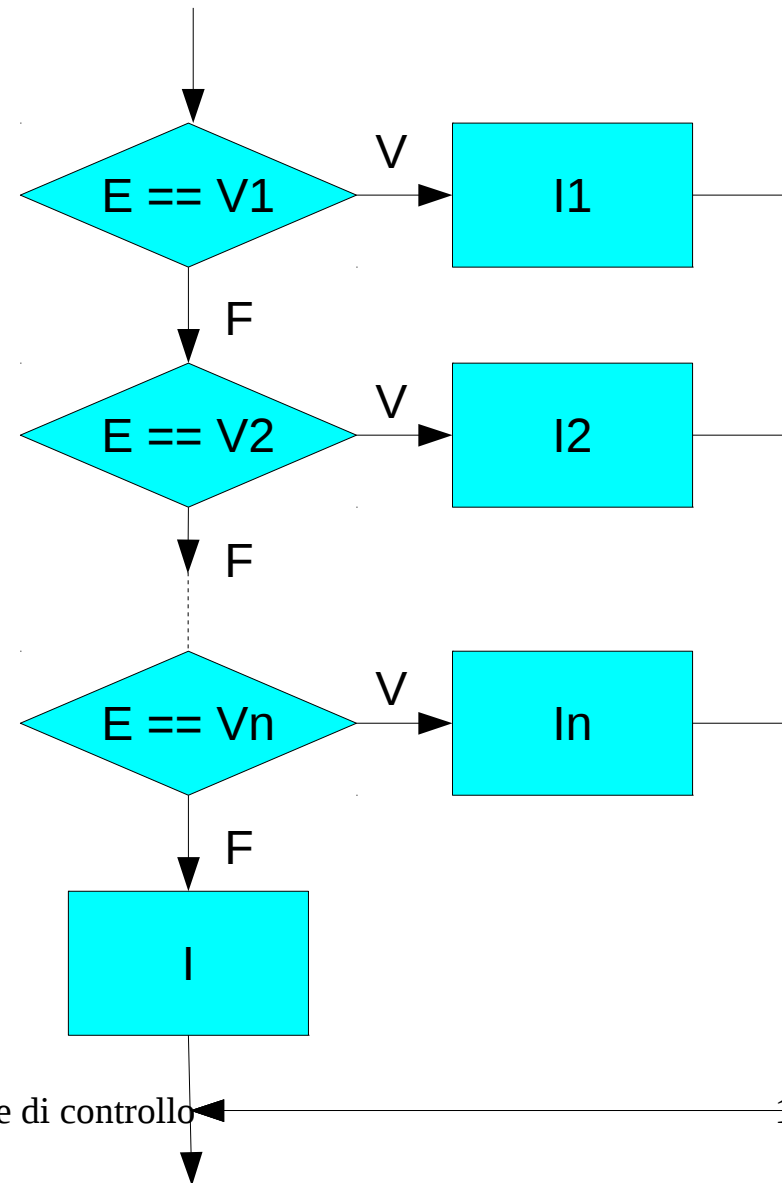 V
E == V1
I1
F
V
E == V2
I2
F
V
E == Vn
In
F
I
e di controllo